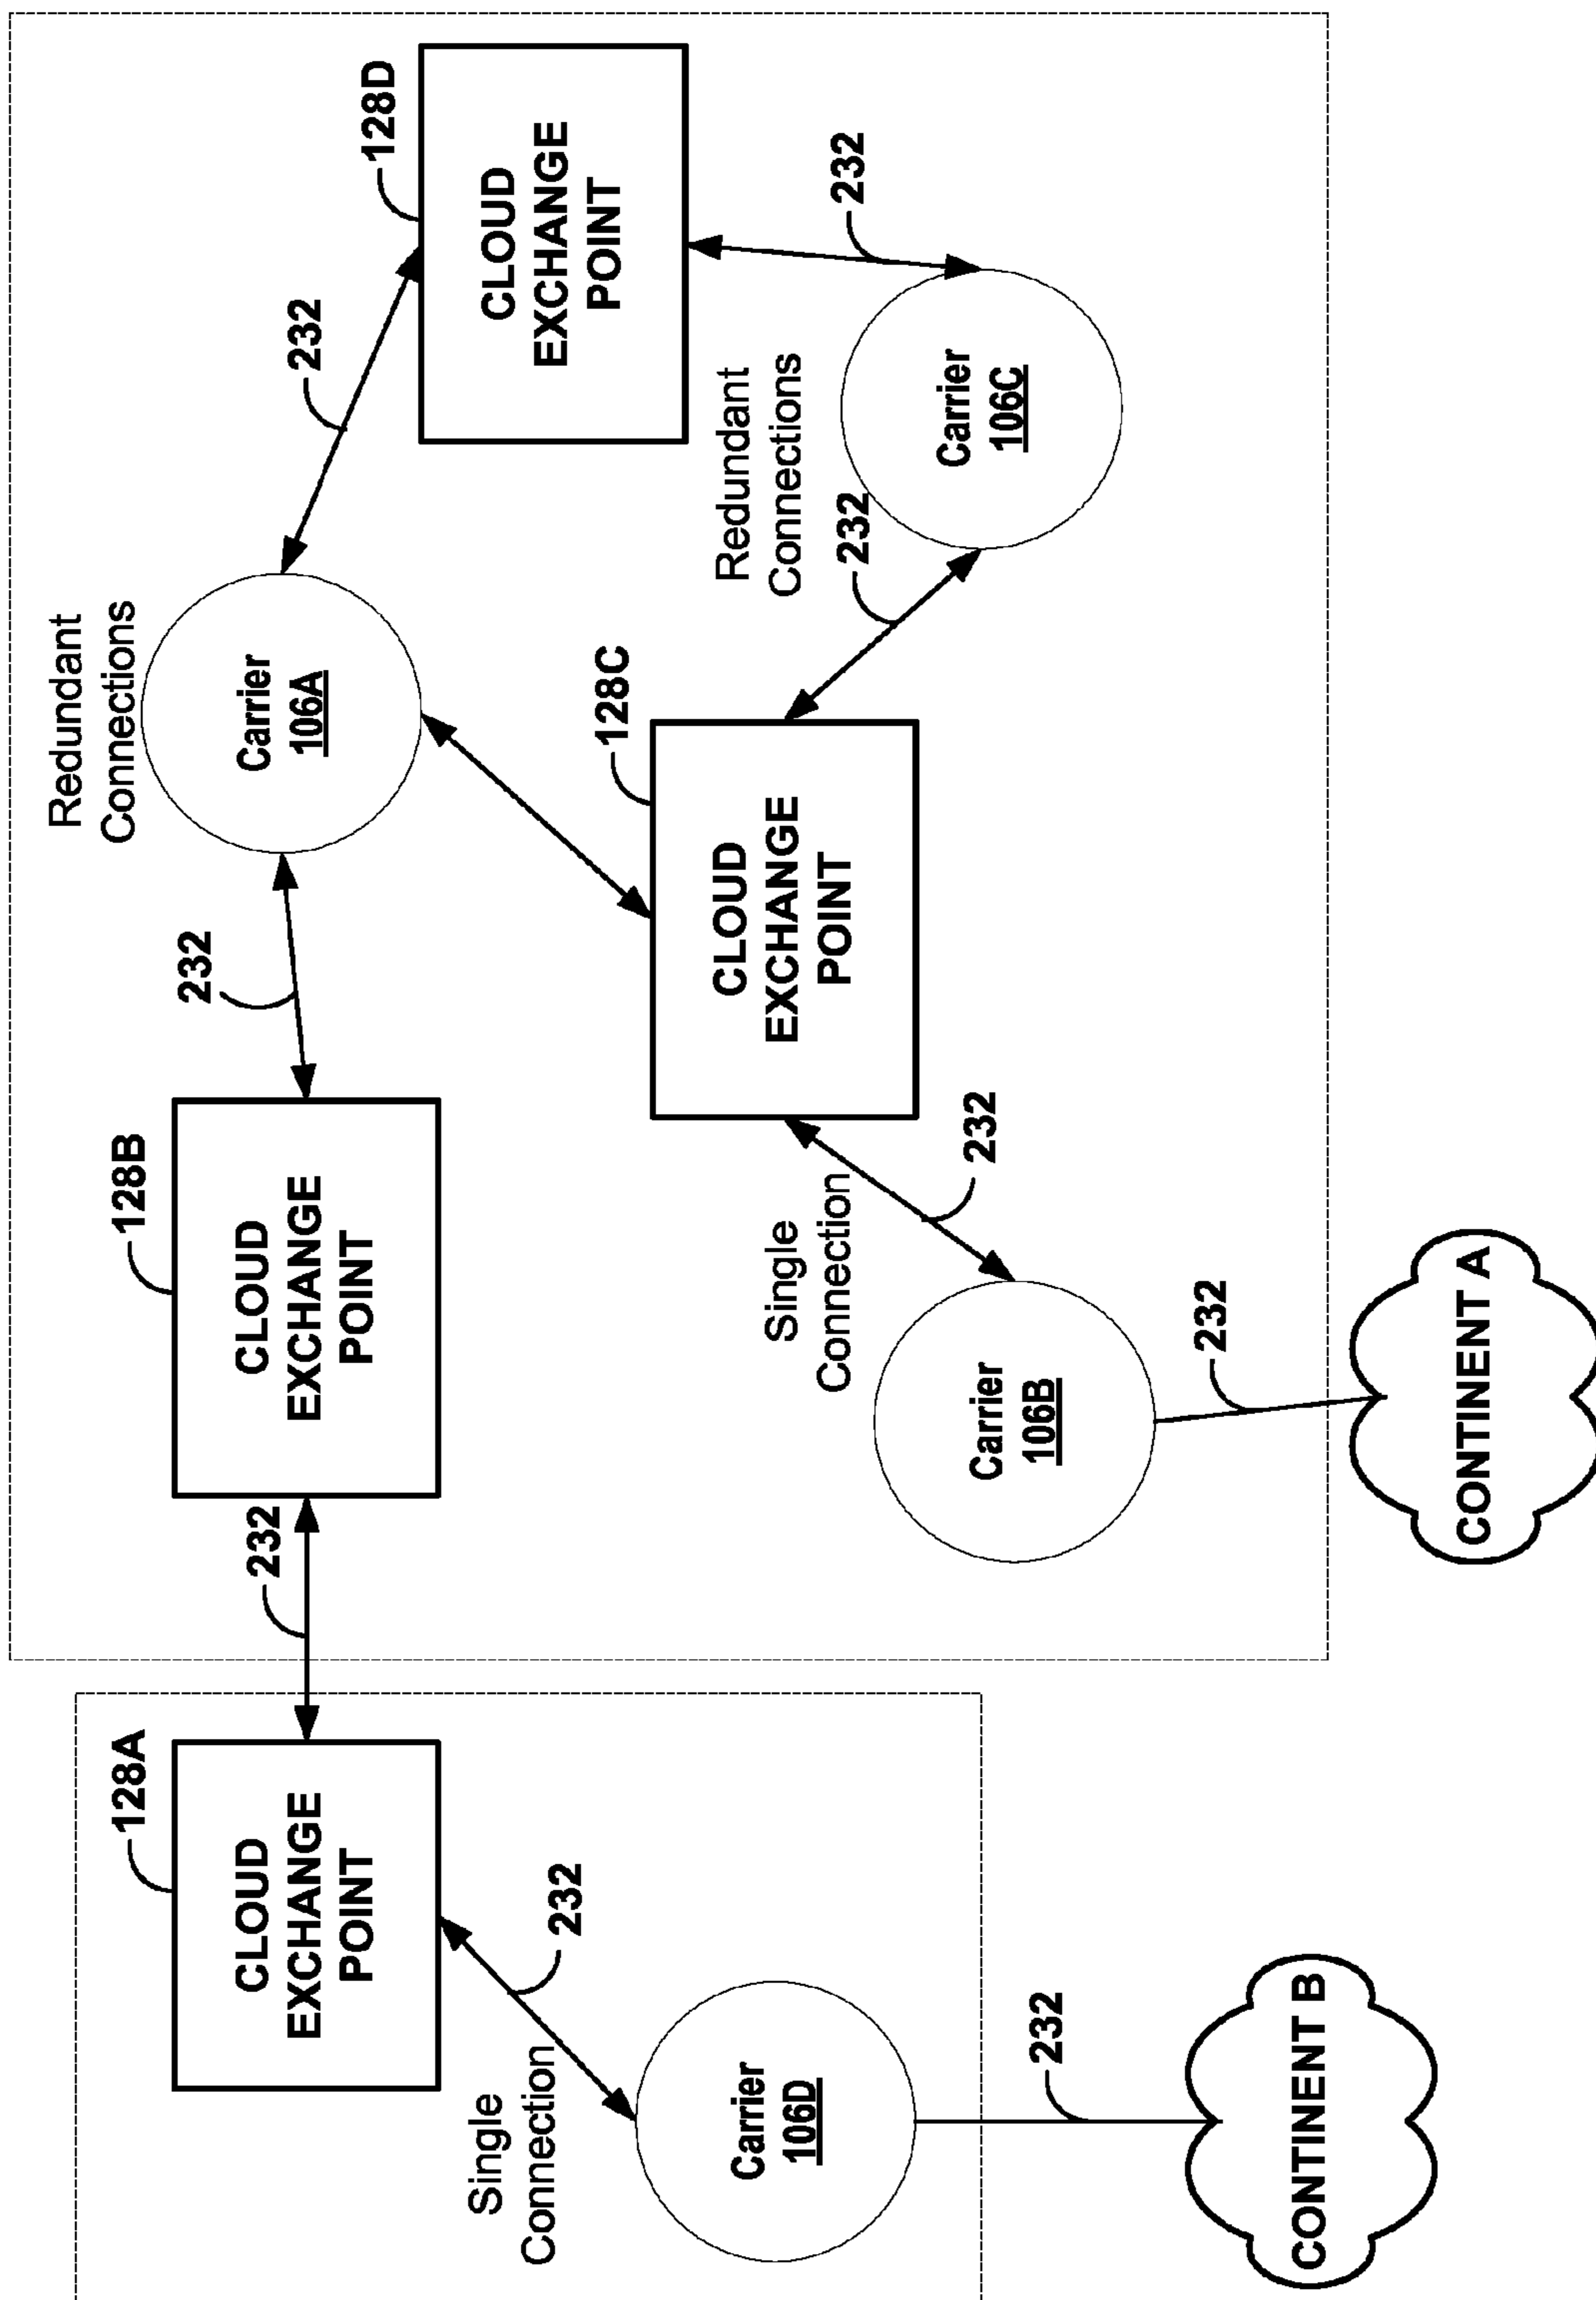 128A
CLOUD
EXCHANGE
POINT
232
128B
CLOUD
EXCHANGE
POINT
232
Redundant
Connections
Carrier
106A
232
128D
CLOUD
EXCHANGE
POINT
232
Single
Connection
232
Carrier
106D
232
CONTINENT B
128C
CLOUD
EXCHANGE
POINT
Single
Connection
232
Carrier
106B
232
CONTINENT A
Redundant
Connections
232
232
Carrier
106C